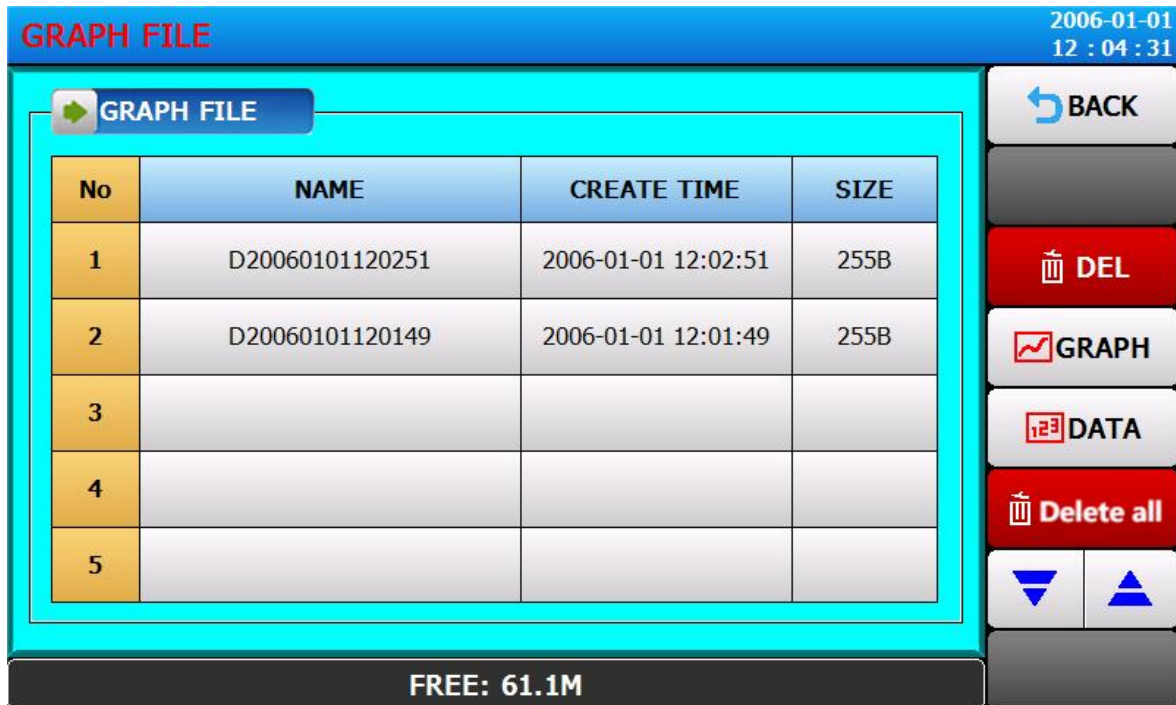 GRAPH FILE
2006-01-01
12 : 04 : 31
GRAPH FILE
No NAME CREATE TIME SIZE
1 D20060101120251 2006-01-01 12:02:51 255B
2 D20060101120149 2006-01-01 12:01:49 255B
3
4
5
BACK
DEL
GRAPH
123 DATA
Delete all
FREE: 61.1M